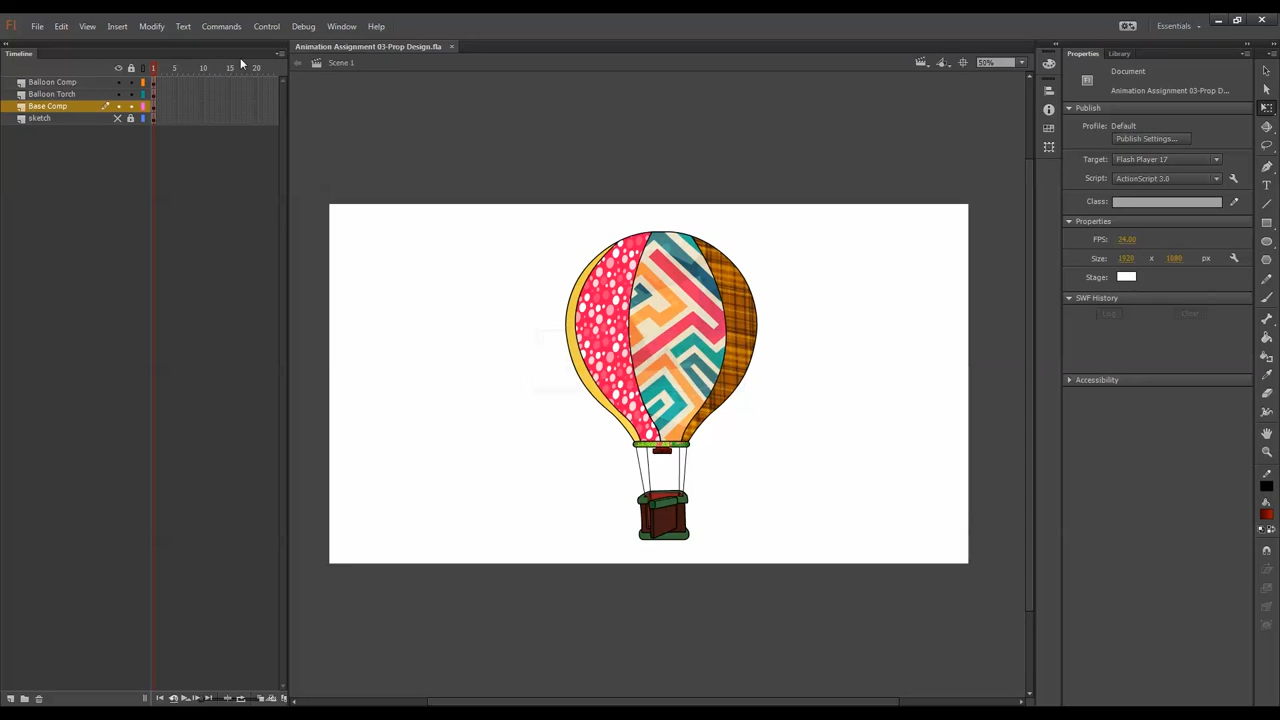 Fl File Edit View Insert Modify Text Commands Control Debug Window Help Essentials
Timeline
Animation Assignment 03-Prop Design.fla
Properties Library
Scene 1
50%
1 5 10 15 20
Document
Balloon Comp
Animation Assignment 03-Prop D...
Balloon Torch
Base Comp
Publish
sketch
Profile: Default
Publish Settings...
Target: Flash Player 17
Script: ActionScript 3.0
Class:
Properties
FPS: 24.00
Size: 1920 x 1080 px
Stage:
SWF History
Log Clear
Accessibility